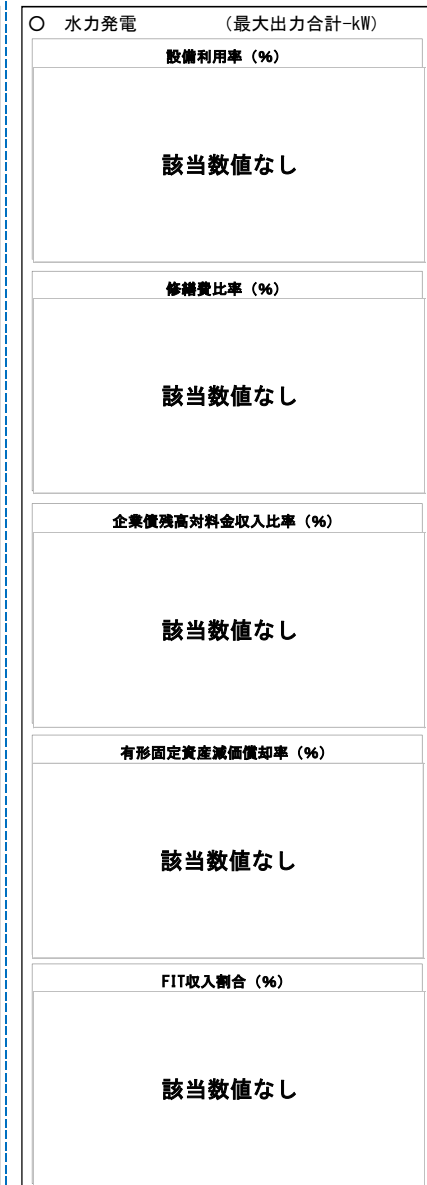 ○ 水力発電 (最大出力合計-kW)
設備利用率（%）
該当数値なし
修繕費比率（%）
該当数値なし
企業債残高対料金収入比率（%）
該当数値なし
有形固定資産減価償却率（%）
該当数値なし
FIT収入割合（%）
該当数値なし